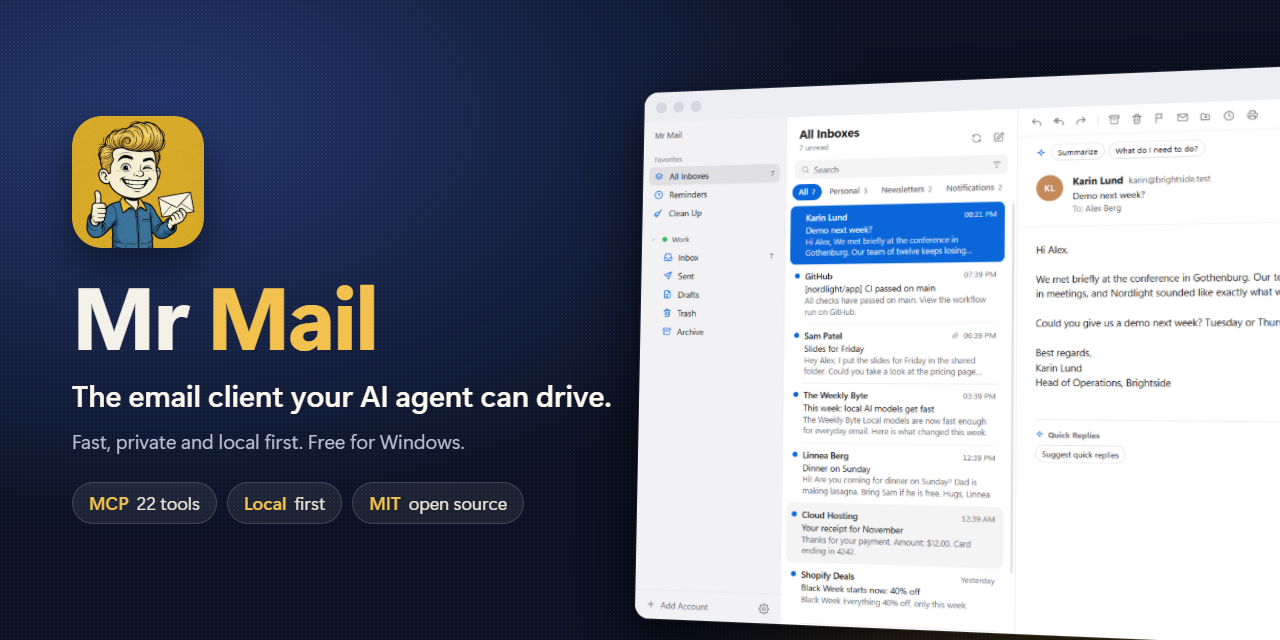 Mr Mail
The email client your AI agent can drive.
Fast, private and local first. Free for Windows.
MCP 22 tools
Local first
MIT open source
Mr Mail
Favorites
All Inboxes 7
Reminders
Clean Up
Work
Inbox 7
Sent
Drafts
Trash
Archive
+ Add Account
All Inboxes
7 unread
Search
All 7 Personal 3 Newsletters 2 Notifications 2
Karin Lund 08:21 PM
Demo next week?
Hi Alex, We met briefly at the conference in
Gothenburg. Our team of twelve keeps losing...
GitHub 07:39 PM
[nordlight/app] CI passed on main
All checks have passed on main. View the workflow
run on GitHub.
Sam Patel 06:39 PM
Slides for Friday
Hey Alex, I put the slides for Friday in the shared
folder. Could you take a look at the pricing page...
The Weekly Byte 03:39 PM
This week: local AI models get fast
The Weekly Byte Local models are now fast enough
for everyday email. Here is what changed this week.
Linnea Berg 12:39 PM
Dinner on Sunday
Hi! Are you coming for dinner on Sunday? Dad is
making lasagna. Bring Sam if he is free. Hugs, Linnea
Cloud Hosting 12:39 AM
Your receipt for November
Thanks for your payment. Amount: $12.00. Card
ending in 4242.
Shopify Deals Yesterday
Black Week starts now: 40% off
Black Week Everything 40% off, only this week.
Summarize What do I need to do?
KL
Karin Lund karin@brightside.test
Demo next week?
To: Alex Berg
Hi Alex,
We met briefly at the conference in Gothenburg. Our te
in meetings, and Nordlight sounded like exactly what w
Could you give us a demo next week? Tuesday or Thurs
Best regards,
Karin Lund
Head of Operations, Brightside
Quick Replies
Suggest quick replies